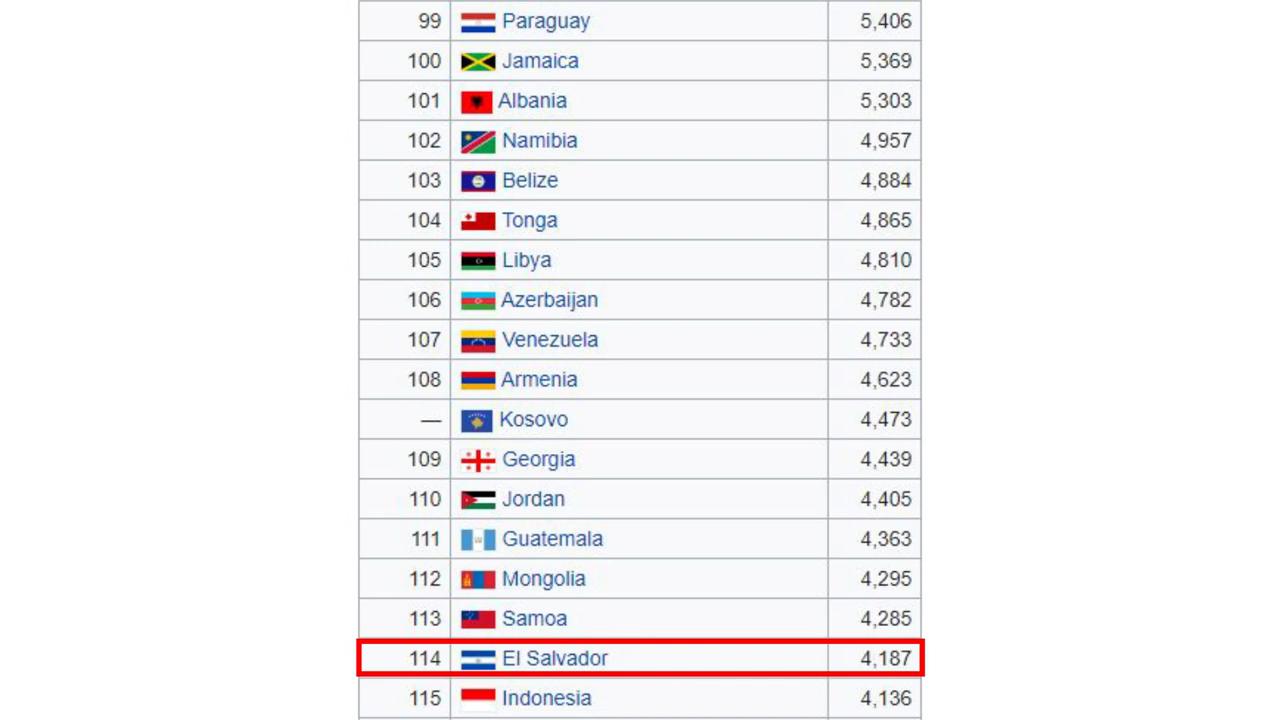 99 Paraguay 5,406
100 Jamaica 5,369
101 Albania 5,303
102 Namibia 4,957
103 Belize 4,884
104 Tonga 4,865
105 Libya 4,810
106 Azerbaijan 4,782
107 Venezuela 4,733
108 Armenia 4,623
— Kosovo 4,473
109 Georgia 4,439
110 Jordan 4,405
111 Guatemala 4,363
112 Mongolia 4,295
113 Samoa 4,285
114 El Salvador 4,187
115 Indonesia 4,136